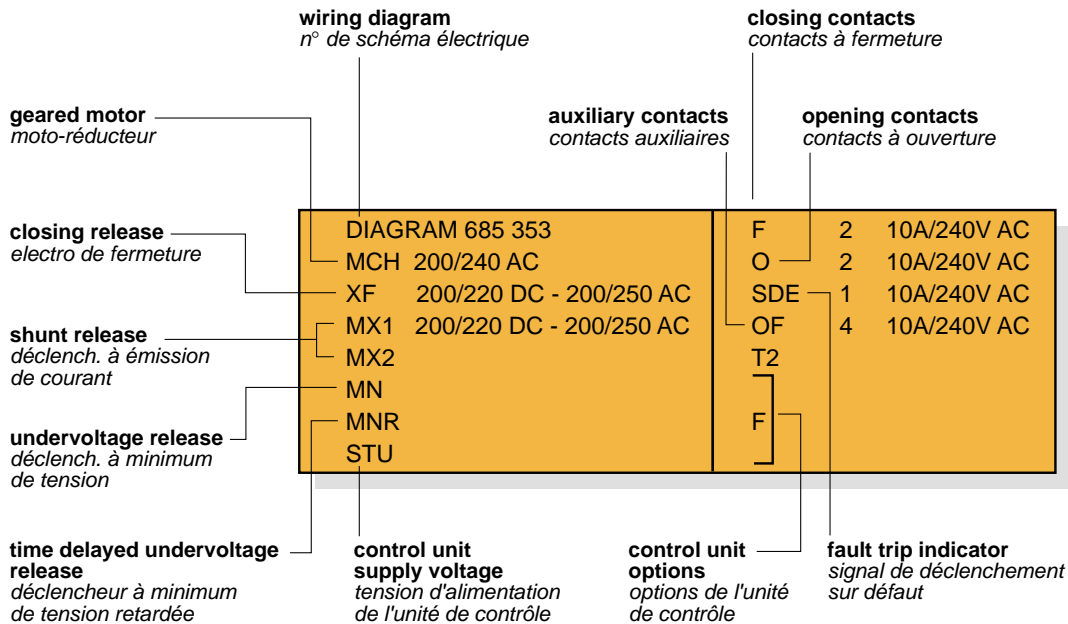 wiring diagram
n° de schéma électrique
closing contacts
contacts à fermeture
geared motor
moto-réducteur
auxiliary contacts
contacts auxiliaires
opening contacts
contacts à ouverture
closing release
electro de fermeture
shunt release
déclench. à émission
de courant
undervoltage release
déclench. à minimum
de tension
DIAGRAM 685 353
MCH 200/240 AC
XF 200/220 DC - 200/250 AC
MX1 200/220 DC - 200/250 AC
MX2
MN
MNR
STU
F 2 10A/240V AC
O 2 10A/240V AC
SDE 1 10A/240V AC
OF 4 10A/240V AC
T2
F
time delayed undervoltage
release
déclencheur à minimum
de tension retardée
control unit
supply voltage
tension d'alimentation
de l'unité de contrôle
control unit
options
options de l'unité
de contrôle
fault trip indicator
signal de déclenchement
sur défaut